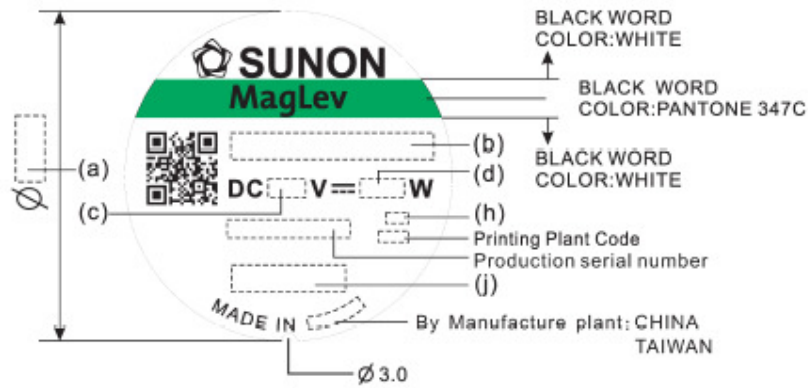 BLACK WORD
COLOR:WHITE
SUNON
MagLev
BLACK WORD
COLOR:PANTONE 347C
(a)
(b)
BLACK WORD
COLOR:WHITE
(d)
DC V W
(c)
(h)
Printing Plant Code
Production serial number
(j)
MADE IN
By Manufacture plant: CHINA
TAIWAN
Ø
Ø 3.0